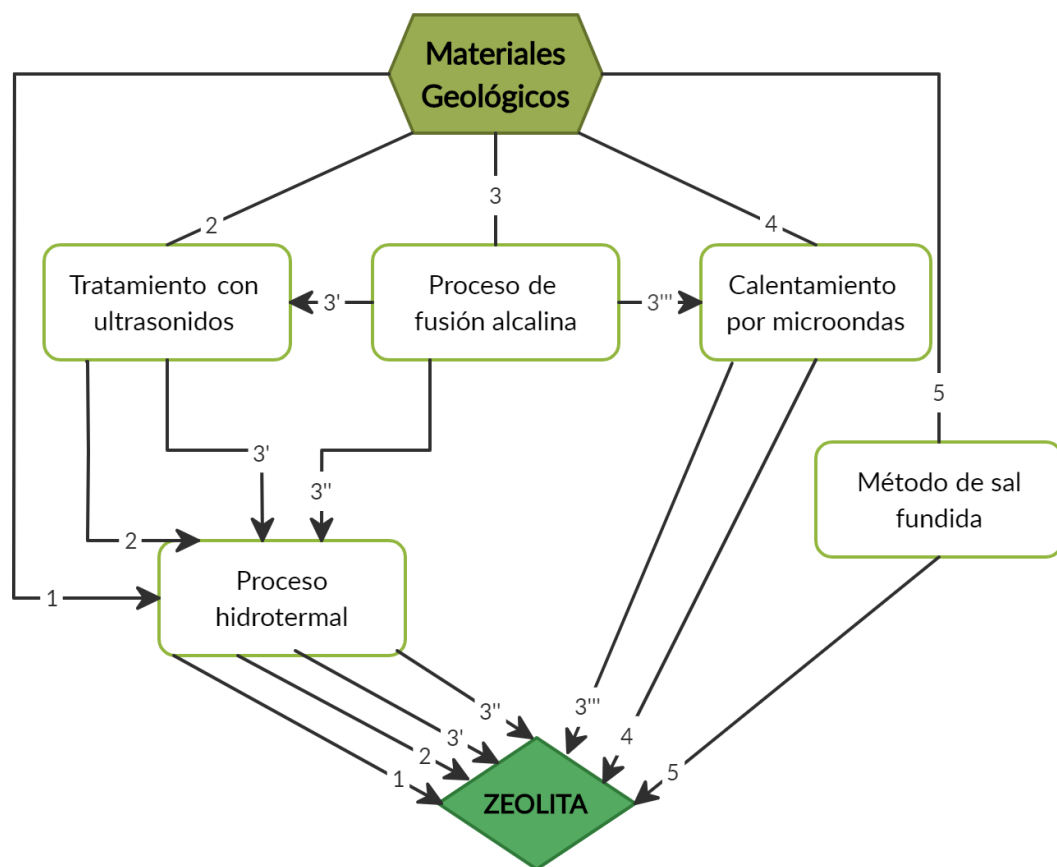 Materiales
Geológicos
2
3
4
Tratamiento con
ultrasonidos
3'
Proceso de
fusión alcalina
3'''
Calentamiento
por microondas
5
3'
3''
Método de sal
fundida
2
1
Proceso
hidrotermal
3''
3'''
3'
4
2
1
5
ZEOLITA